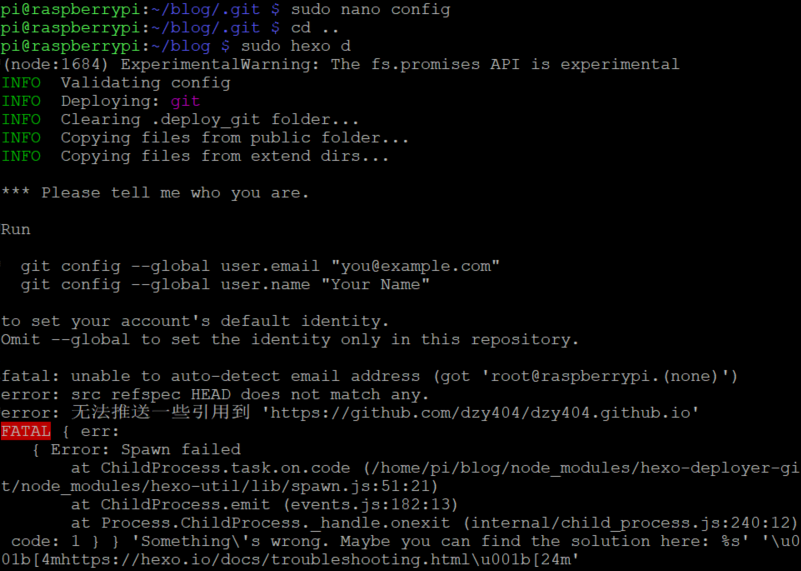 pi@raspberrypi:~/blog/.git $ sudo nano config
pi@raspberrypi:~/blog/.git $ cd ..
pi@raspberrypi:~/blog $ sudo hexo d
(node:1684) ExperimentalWarning: The fs.promises API is experimental
INFO  Validating config
INFO  Deploying: git
INFO  Clearing .deploy_git folder...
INFO  Copying files from public folder...
INFO  Copying files from extend dirs...

*** Please tell me who you are.

Run

  git config --global user.email "you@example.com"
  git config --global user.name "Your Name"

to set your account's default identity.
Omit --global to set the identity only in this repository.

fatal: unable to auto-detect email address (got 'root@raspberrypi.(none)')
error: src refspec HEAD does not match any.
error: 无法推送一些引用到 'https://github.com/dzy404/dzy404.github.io'
FATAL { err:
   { Error: Spawn failed
       at ChildProcess.task.on.code (/home/pi/blog/node_modules/hexo-deployer-gi
t/node_modules/hexo-util/lib/spawn.js:51:21)
       at ChildProcess.emit (events.js:182:13)
       at Process.ChildProcess._handle.onexit (internal/child_process.js:240:12)
 code: 1 } } 'Something\'s wrong. Maybe you can find the solution here: %s' '\u0
01b[4mhttps://hexo.io/docs/troubleshooting.html\u001b[24m'